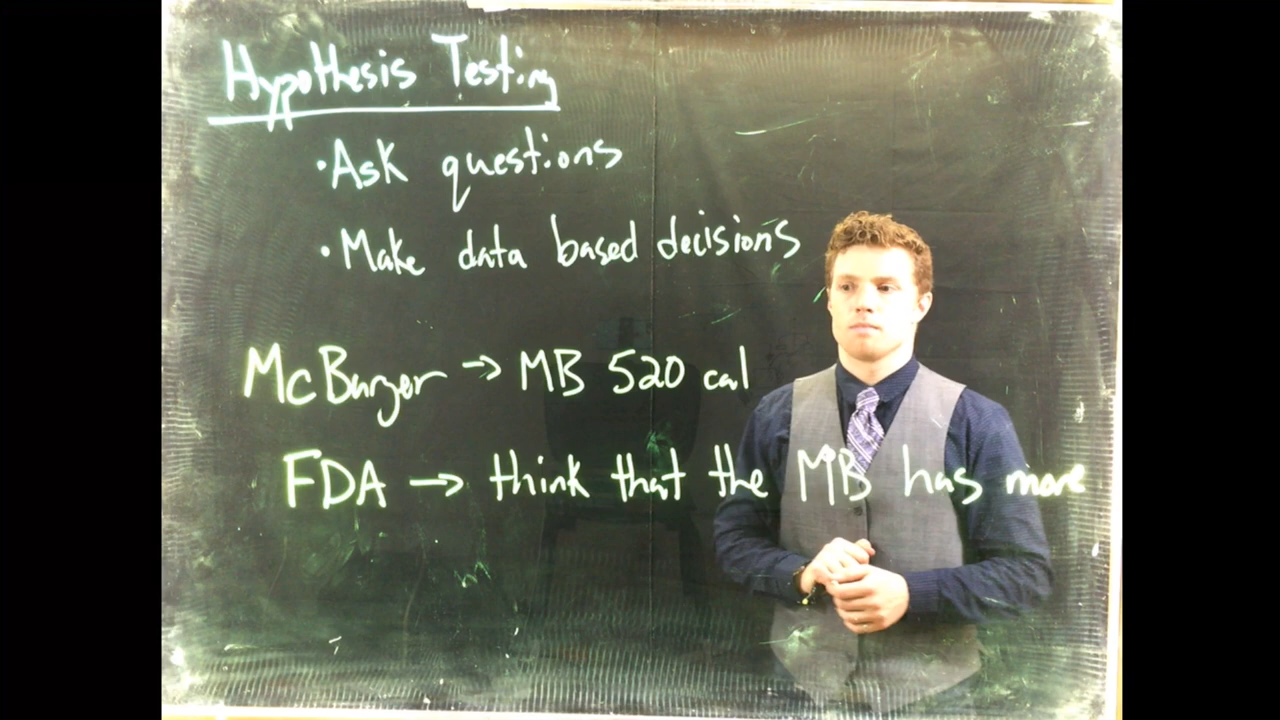 Hypothesis Testing
• Ask questions
• Make data based decisions
McBurger → MB 520 cal
FDA → think that the MB has more